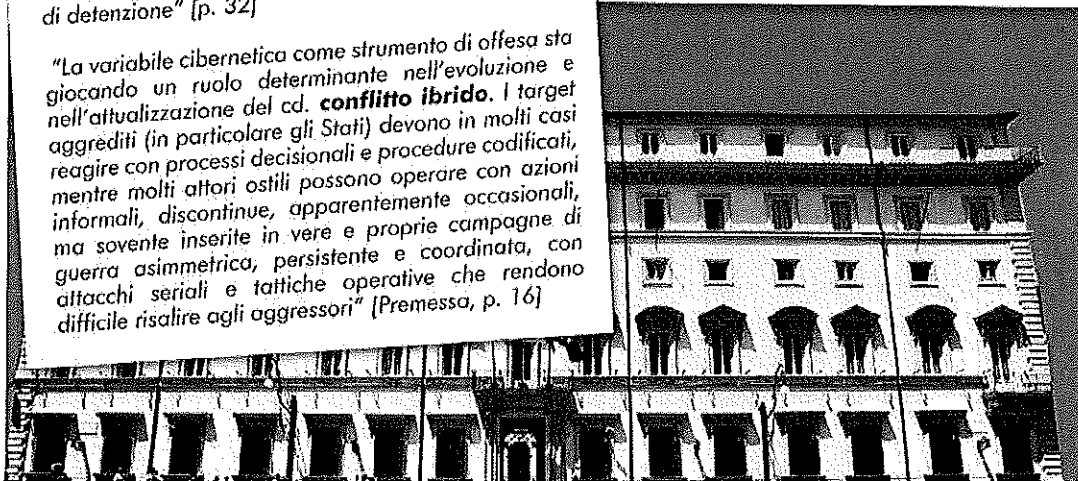 di detenzione" [p. 32]
"La variabile cibernetica come strumento di offesa sta
giocando un ruolo determinante nell'evoluzione e
nell'attualizzazione del cd. conflitto ibrido. I target
aggrediti (in particolare gli Stati) devono in molti casi
reagire con processi decisionali e procedure codificati,
mentre molti attori ostili possono operare con azioni
informali, discontinue, apparentemente occasionali,
ma sovente inserite in vere e proprie campagne di
guerra asimmetrica, persistente e coordinata, con
attacchi seriali e tattiche operative che rendono
difficile risalire agli aggressori" [Premessa, p. 16]